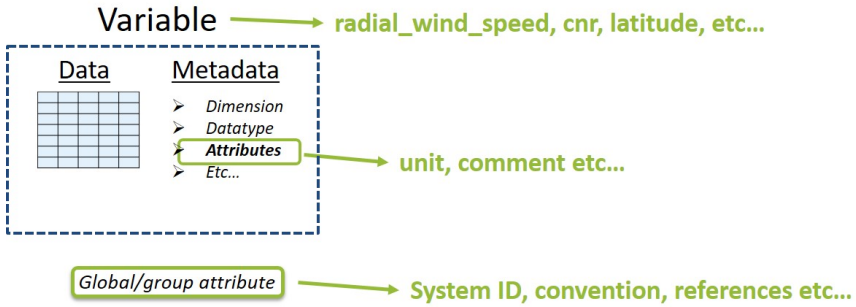 Variable
radial_wind_speed, cnr, latitude, etc...
Data
Metadata
Dimension
Datatype
Attributes
Etc...
unit, comment etc...
Global/group attribute
System ID, convention, references etc...